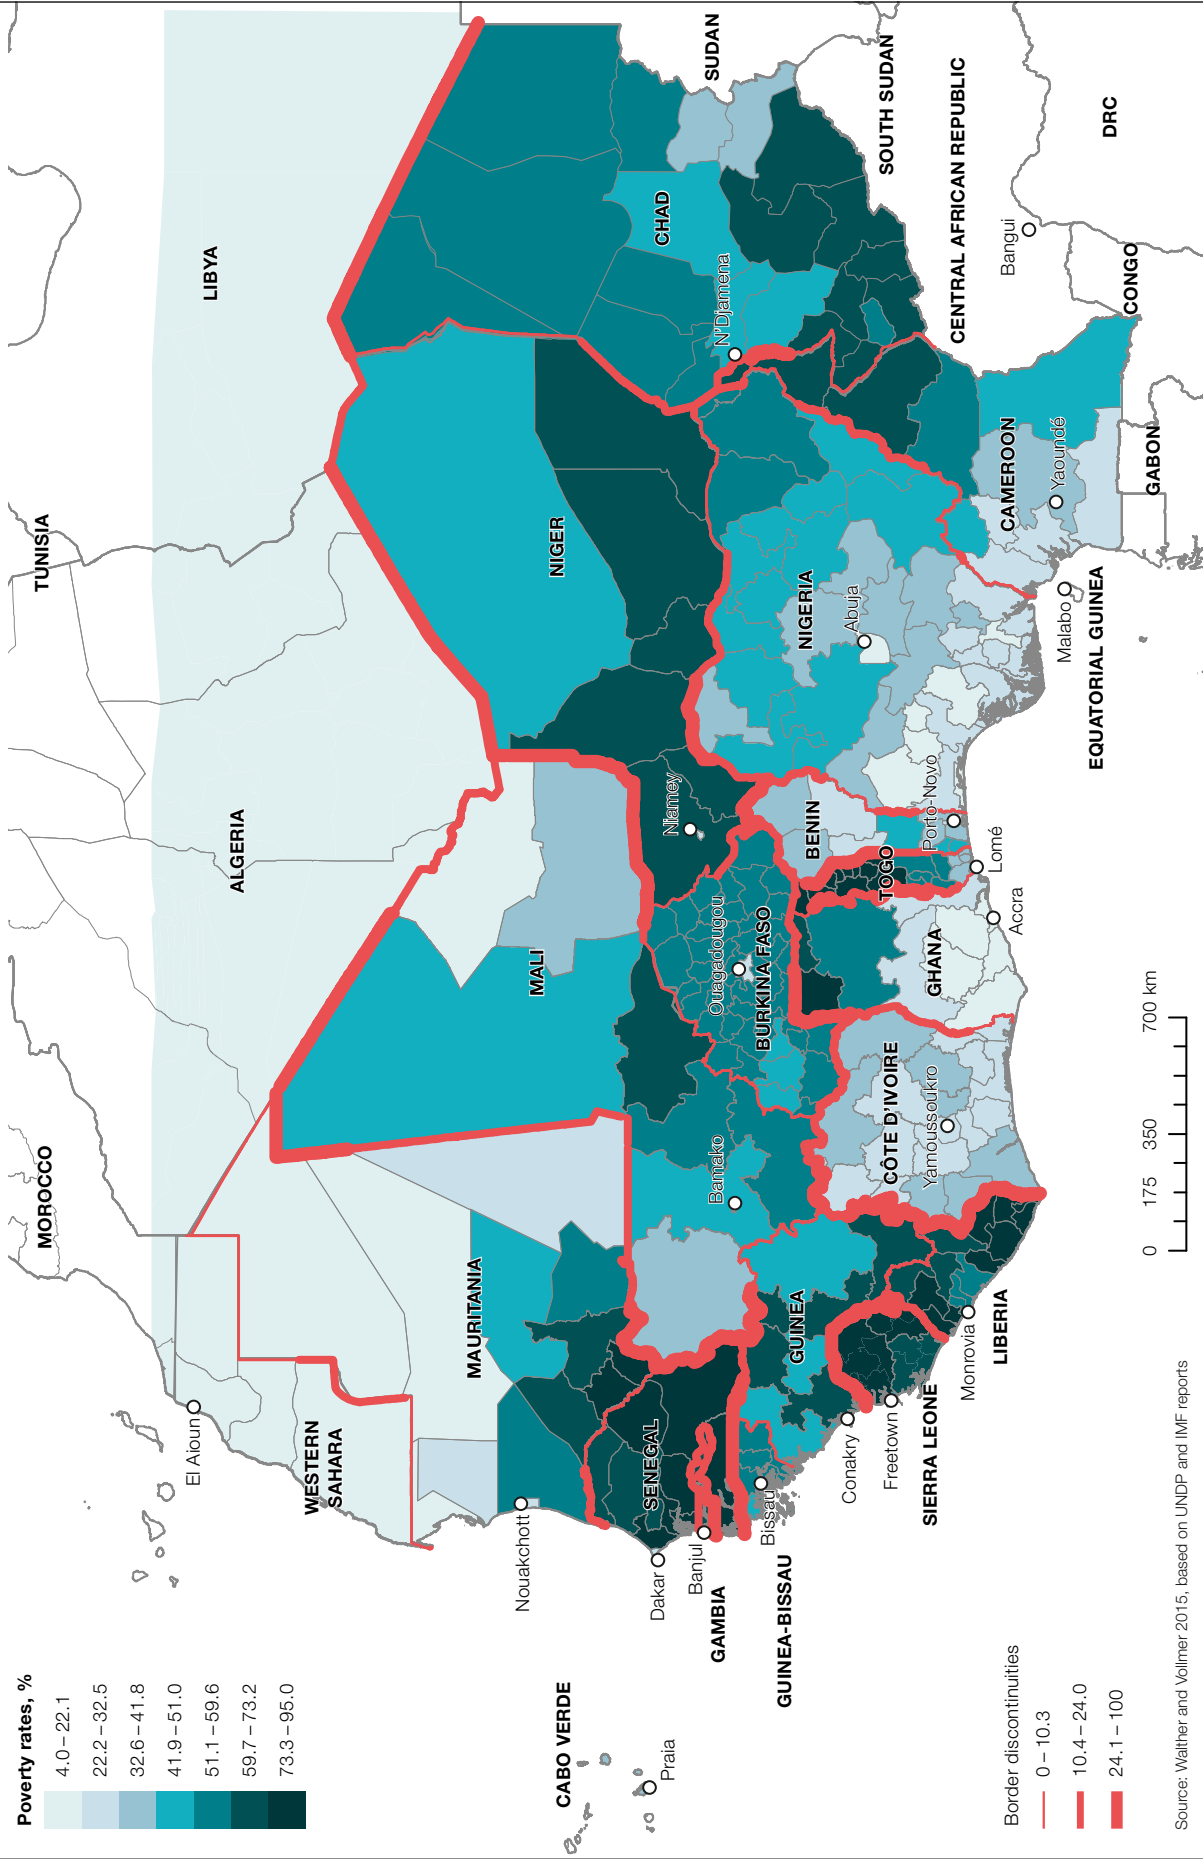 Poverty rates, %
4.0 – 22.1
22.2 – 32.5
32.6 – 41.8
41.9 – 51.0
51.1 – 59.6
59.7 – 73.2
73.3 – 95.0
MOROCCO
TUNISIA
ALGERIA
LIBYA
El Aioun
WESTERN
SAHARA
MAURITANIA
Nouakchott
MALI
NIGER
CHAD
SUDAN
CABO VERDE
Praia
Dakar
SENEGAL
Banjul
GAMBIA
Bamako
Ouagadougou
BURKINA FASO
Niamey
N'Djamena
Bissau
GUINEA-BISSAU
GUINEA
Conakry
Freetown
SIERRA LEONE
Monrovia
LIBERIA
CÔTE D'IVOIRE
Yamoussoukro
GHANA
Accra
TOGO
Lomé
BENIN
Porto-Novo
NIGERIA
Abuja
SOUTH SUDAN
CENTRAL AFRICAN REPUBLIC
Bangui
CAMEROON
Yaoundé
Malabo
EQUATORIAL GUINEA
GABON
CONGO
DRC
Border discontinuities
0 – 10.3
10.4 – 24.0
24.1 – 100
0 175 350 700 km
Source: Walther and Vollmer 2015, based on UNDP and IMF reports